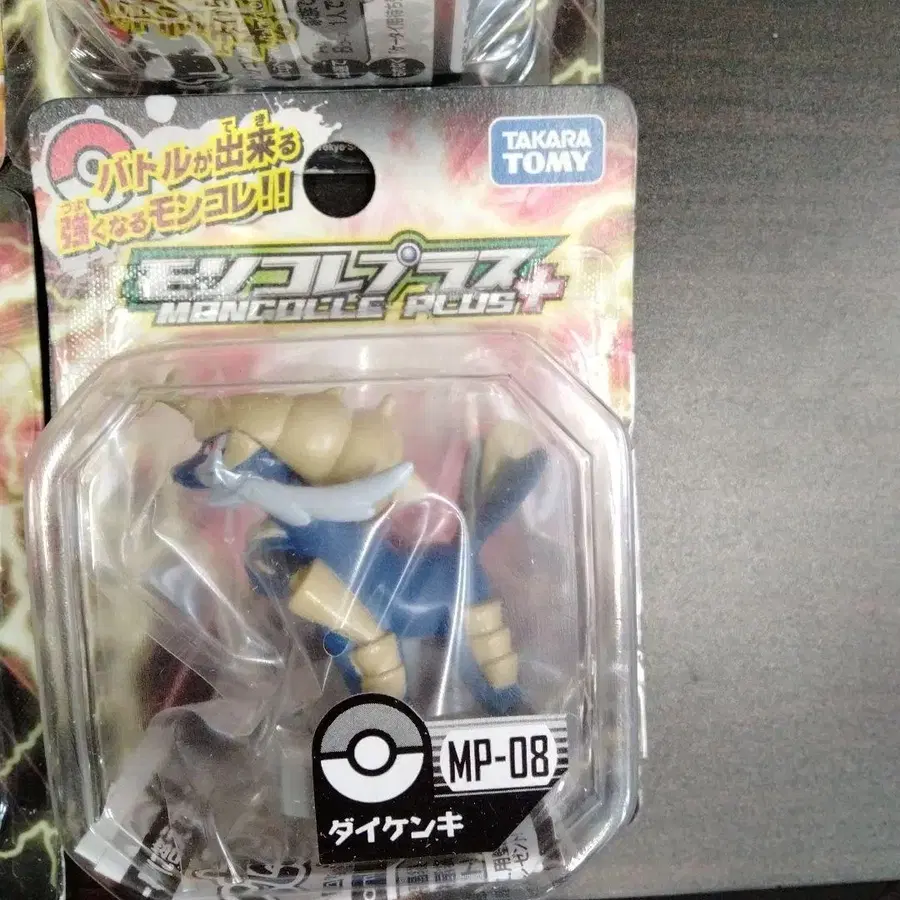 バトルが出来る
強くなるモンコレ!!
TAKARA
TOMY
モンコレプラス+
MONCOLLE PLUS
MP-08
ダイケンキ